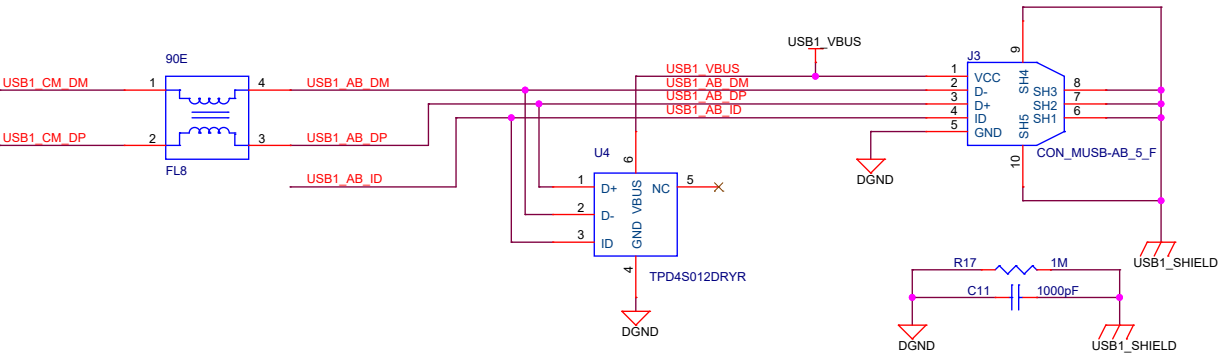 USB1_VBUS
90E
USB1_CM_DM 1 4 USB1_AB_DM
USB1_CM_DP 2 3 USB1_AB_DP
FL8
USB1_AB_ID
USB1_VBUS 1 VCC
USB1_AB_DM 2 D-
USB1_AB_DP 3 D+
USB1_AB_ID 4 ID
5 GND
DGND
J3
9 SH4
SH3 8
SH2 7
SH1 6
10 SH5
CON_MUSB-AB_5_F
U4
6 VBUS
1 D+
2 D-
3 ID
NC 5
4 GND
TPD4S012DRYR
DGND
USB1_SHIELD
R17 1M
C11 1000pF
DGND
USB1_SHIELD